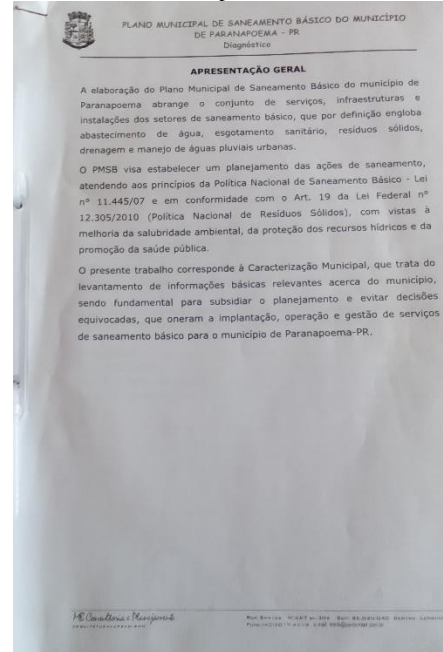 PLANO MUNICIPAL DE SANEAMENTO BÁSICO DO MUNICÍPIO
DE PARANAPOEMA - PR
Diagnóstico
APRESENTAÇÃO GERAL
A elaboração do Plano Municipal de Saneamento Básico do município de
Paranapoema abrange o conjunto de serviços, infraestruturas e
instalações dos setores de saneamento básico, que por definição engloba
abastecimento de água, esgotamento sanitário, resíduos sólidos,
drenagem e manejo de águas pluviais urbanas.
O PMSB visa estabelecer um planejamento das ações de saneamento,
atendendo aos princípios da Política Nacional de Saneamento Básico - Lei
nº 11.445/07 e em conformidade com o Art. 19 da Lei Federal nº
12.305/2010 (Política Nacional de Resíduos Sólidos), com vistas à
melhoria da salubridade ambiental, da proteção dos recursos hídricos e da
promoção da saúde pública.
O presente trabalho corresponde à Caracterização Municipal, que trata do
levantamento de informações básicas relevantes acerca do município,
sendo fundamental para subsidiar o planejamento e evitar decisões
equivocadas, que oneram a implantação, operação e gestão de serviços
de saneamento básico para o município de Paranapoema-PR.
Consultoria e Planejamento